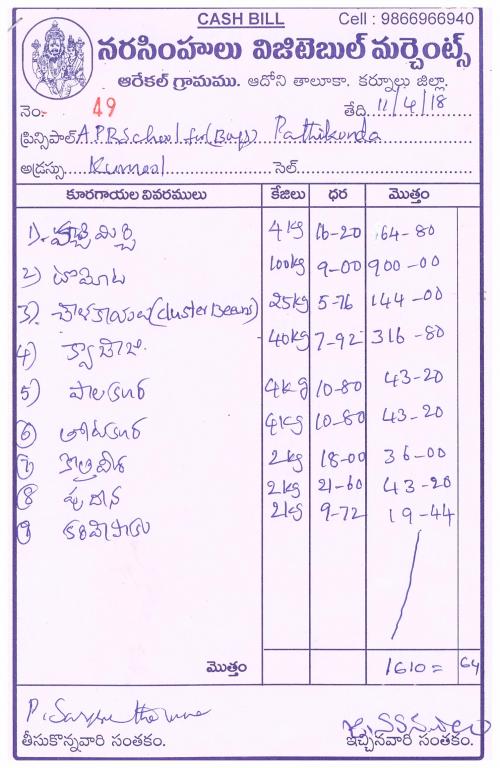 CASH BILL Cell : 9866966940
నరసింహులు విజిటెబుల్ మర్చెంట్స్
ఆరేకల్ గ్రామము. ఆదోని తాలూకా. కర్నూలు జిల్లా.
నెం. 49 తేది 11/4/18
ప్రిన్సిపాల్ A.P.R School for (Boys) Pathikonda
అడ్రస్సు Kurnool సెల్
కూరగాయల వివరములు కేజిలు ధర మొత్తం
1) పచ్చి మిర్చి 4 kg 16-20 64-80
2) టొమోట 100kg 9-00 900-00
3) (cluster Beans) 25kg 5-76 144-00
4) క్యాబేజి 40kg 7-92 316-80
5) పాలకూర 4kg 10-80 43-20
6) తోటకూర 4kg 10-80 43-20
7) కొత్తిమీర 2kg 18-00 36-00
8) పుదీన 2kg 21-60 43-20
9) కరివేపాకు 2kg 9-72 19-44
మొత్తం 1610= 64
తీసుకొన్నవారి సంతకం. ఇచ్చినవారి సంతకం.